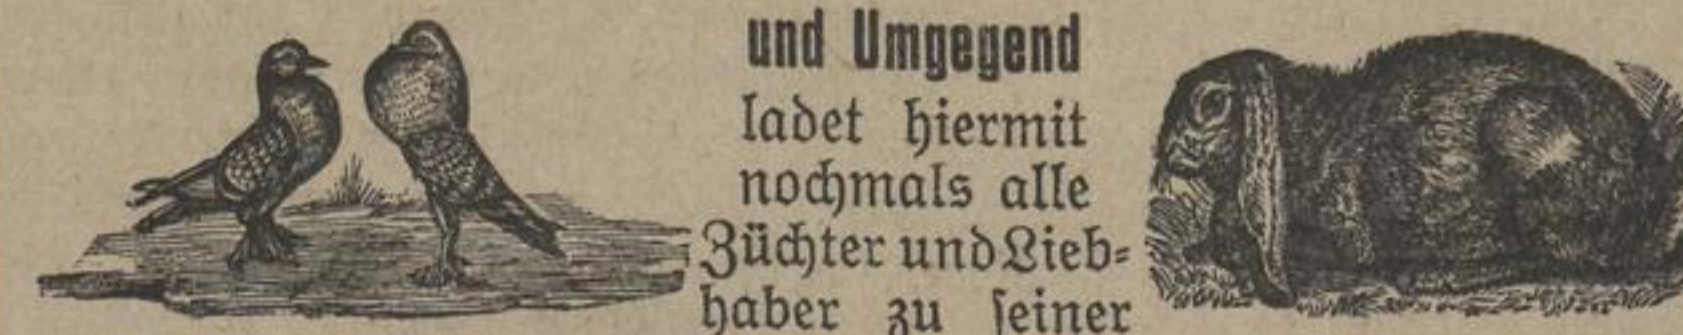 und Umgegend
ladet hiermit
nochmals alle
Züchter und Lieb-
haber zu seiner